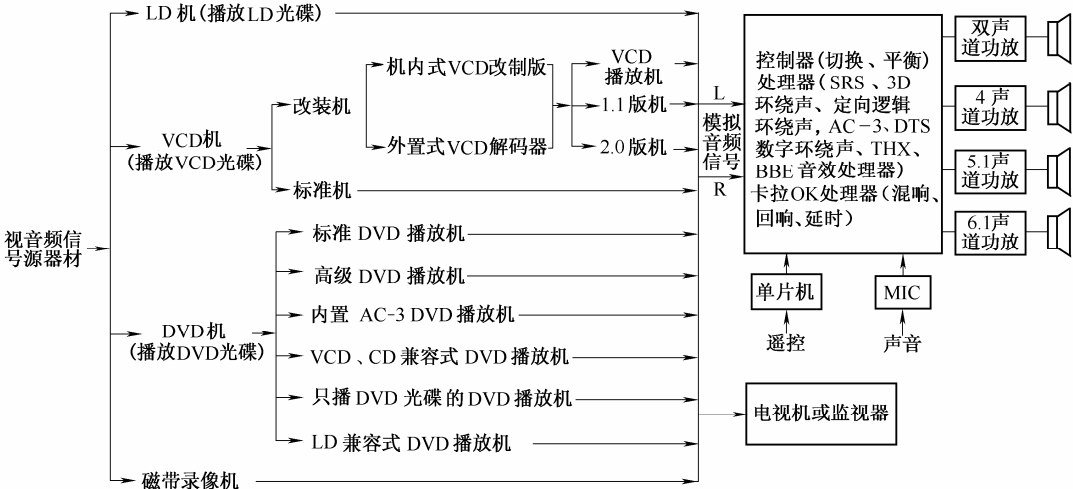 LD 机(播放LD光碟)
视音频信
号源器材
VCD机
(播放VCD光碟)
改装机
机内式VCD改制版
外置式VCD解码器
VCD
播放机
1.1 版机
2.0 版机
标准机
DVD机
(播放DVD光碟)
标准 DVD 播放机
高级 DVD 播放机
内置 AC-3 DVD 播放机
VCD、CD 兼容式 DVD 播放机
只播 DVD 光碟的 DVD 播放机
LD 兼容式 DVD 播放机
磁带录像机
L
模拟
音频
信号
R
控制器(切换、平衡)
处理器(SRS、3D
环绕声、定向逻辑
环绕声,AC-3、DTS
数字环绕声、THX、
BBE 音效处理器)
卡拉OK处理器(混响、
回响、延时)
双声
道功放
4 声
道功放
5.1声
道功放
6.1声
道功放
单片机
遥控
MIC
声音
电视机或监视器